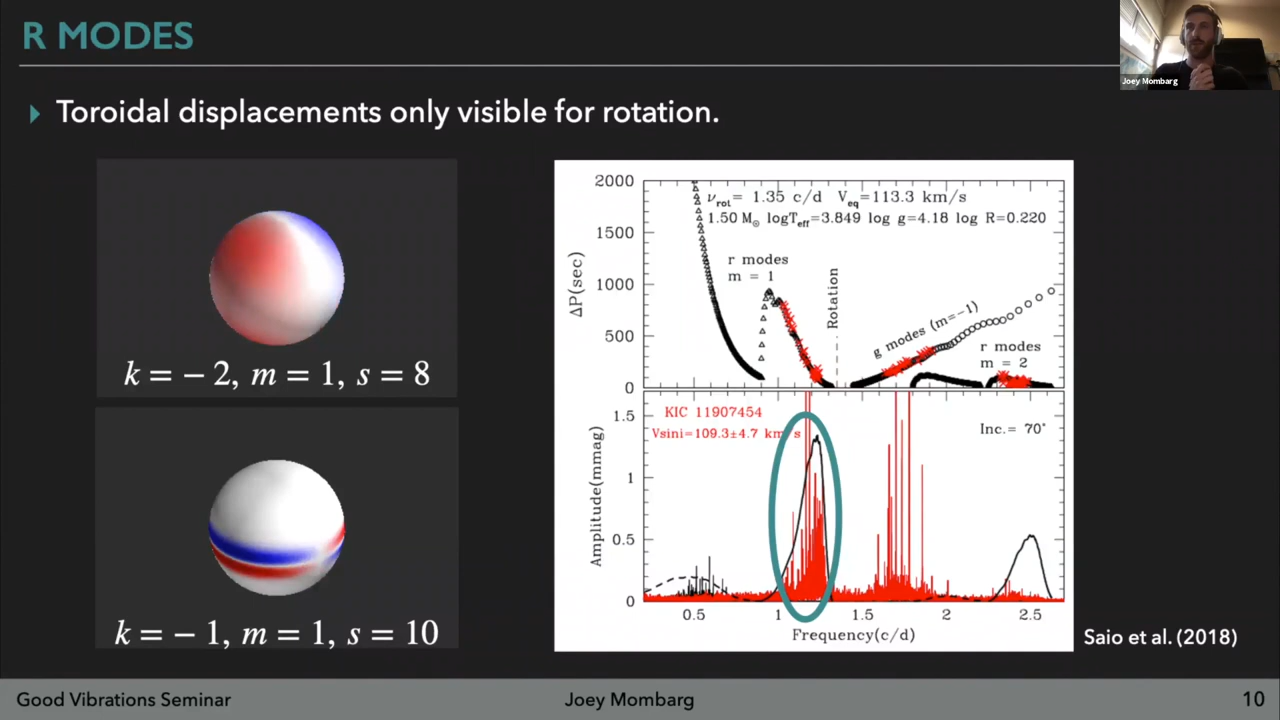 R MODES
Joey Mombarg
Toroidal displacements only visible for rotation.
k = − 2, m = 1, s = 8
k = − 1, m = 1, s = 10
2000
1500
1000
500
0
ΔP(sec)
ν_rot= 1.35 c/d V_eq=113.3 km/s
1.50 M☉ logT_eff=3.849 log g=4.18 log R=0.220
r modes
m = 1
Rotation
g modes (m=−1)
r modes
m = 2
1.5
1
0.5
0
Amplitude(mmag)
KIC 11907454
Vsini=109.3±4.7 km/s
Inc.= 70°
0.5 1 1.5 2 2.5
Frequency(c/d)
Saio et al. (2018)
Good Vibrations Seminar
Joey Mombarg
10